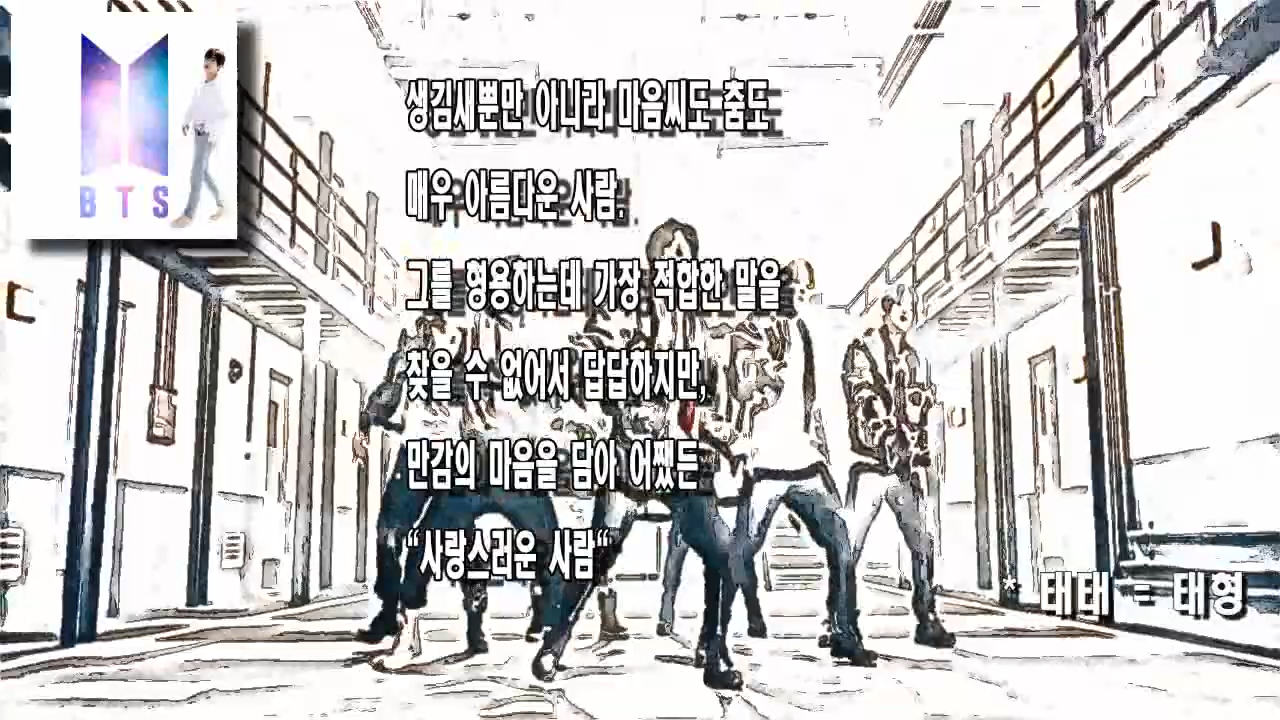 BTS
생김새뿐만 아니라 마음씨도 춤도
매우 아름다운 사람.
그를 형용하는데 가장 적합한 말을
찾을 수 없어서 답답하지만,
만감의 마음을 담아 어쨌든
“사랑스러운 사람“
* 태태 = 태형